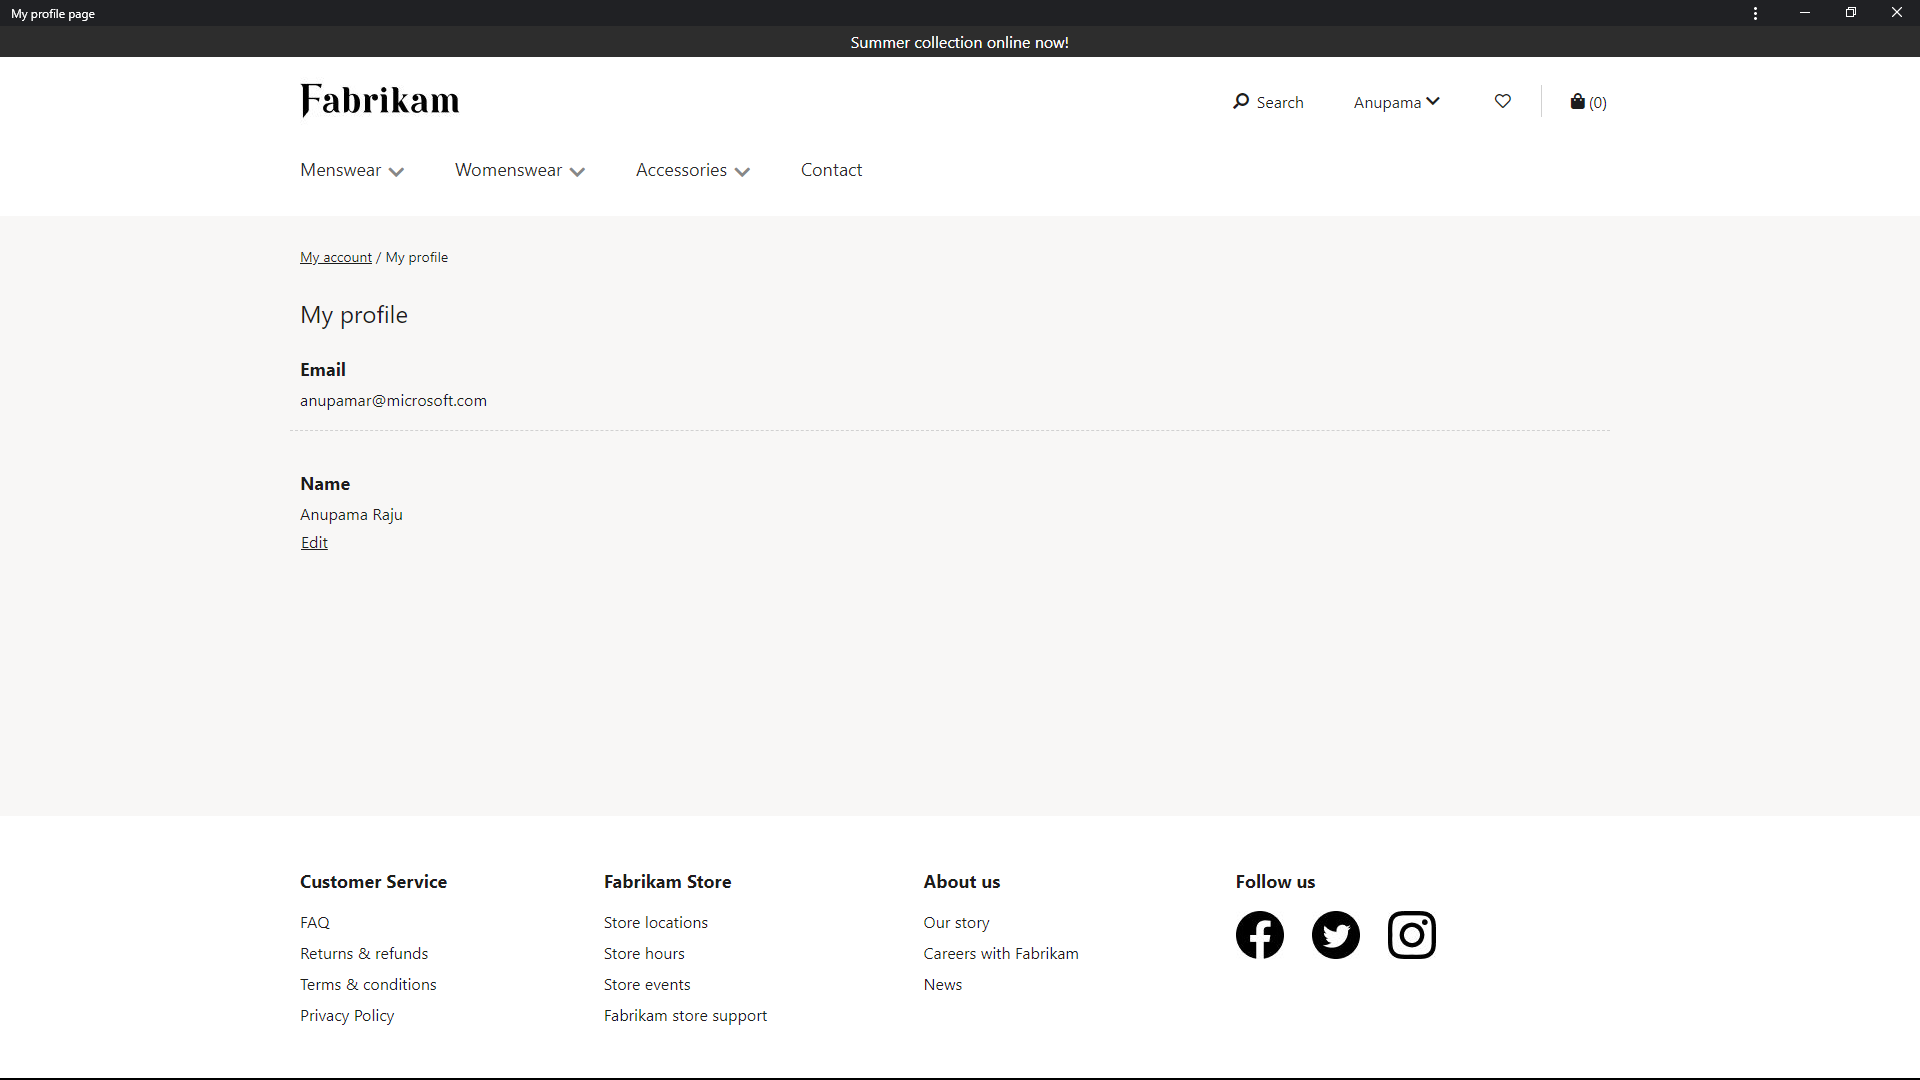 My profile page
Summer collection online now!
Fabrikam
Search
Anupama
(0)
Menswear
Womenswear
Accessories
Contact
My account / My profile
My profile
Email
anupamar@microsoft.com
Name
Anupama Raju
Edit
Customer Service
FAQ
Returns & refunds
Terms & conditions
Privacy Policy
Fabrikam Store
Store locations
Store hours
Store events
Fabrikam store support
About us
Our story
Careers with Fabrikam
News
Follow us